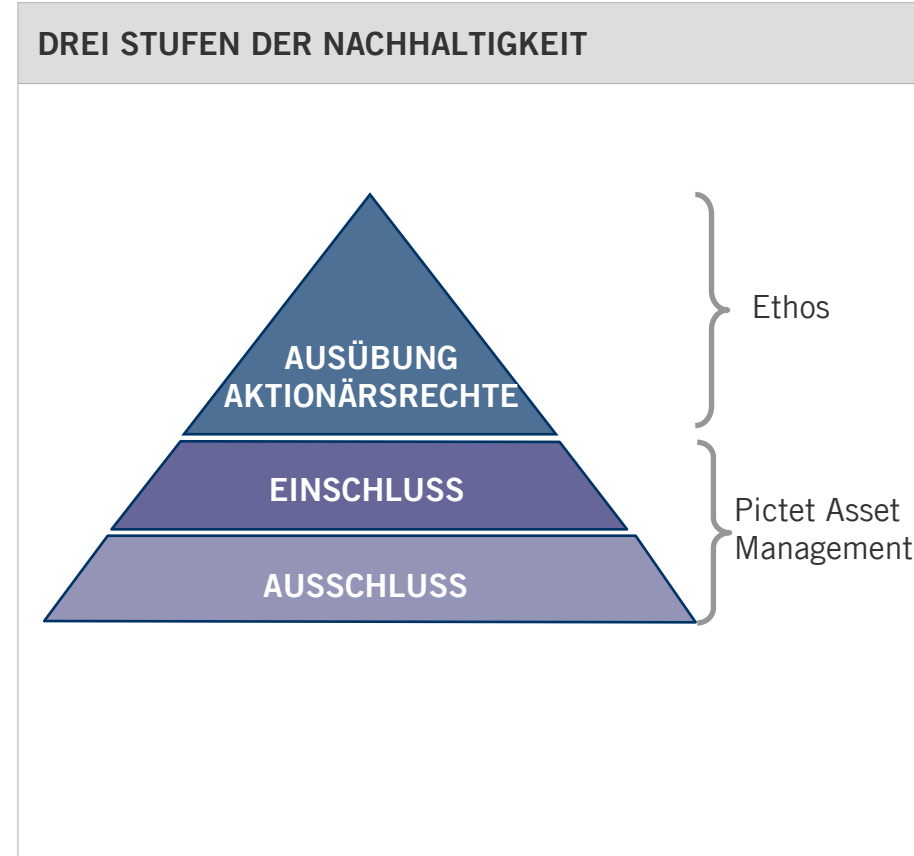 DREI STUFEN DER NACHHALTIGKEIT
Ethos
AUSÜBUNG
AKTIONÄRSRECHTE
EINSCHLUSS
Pictet Asset
Management
AUSSCHLUSS